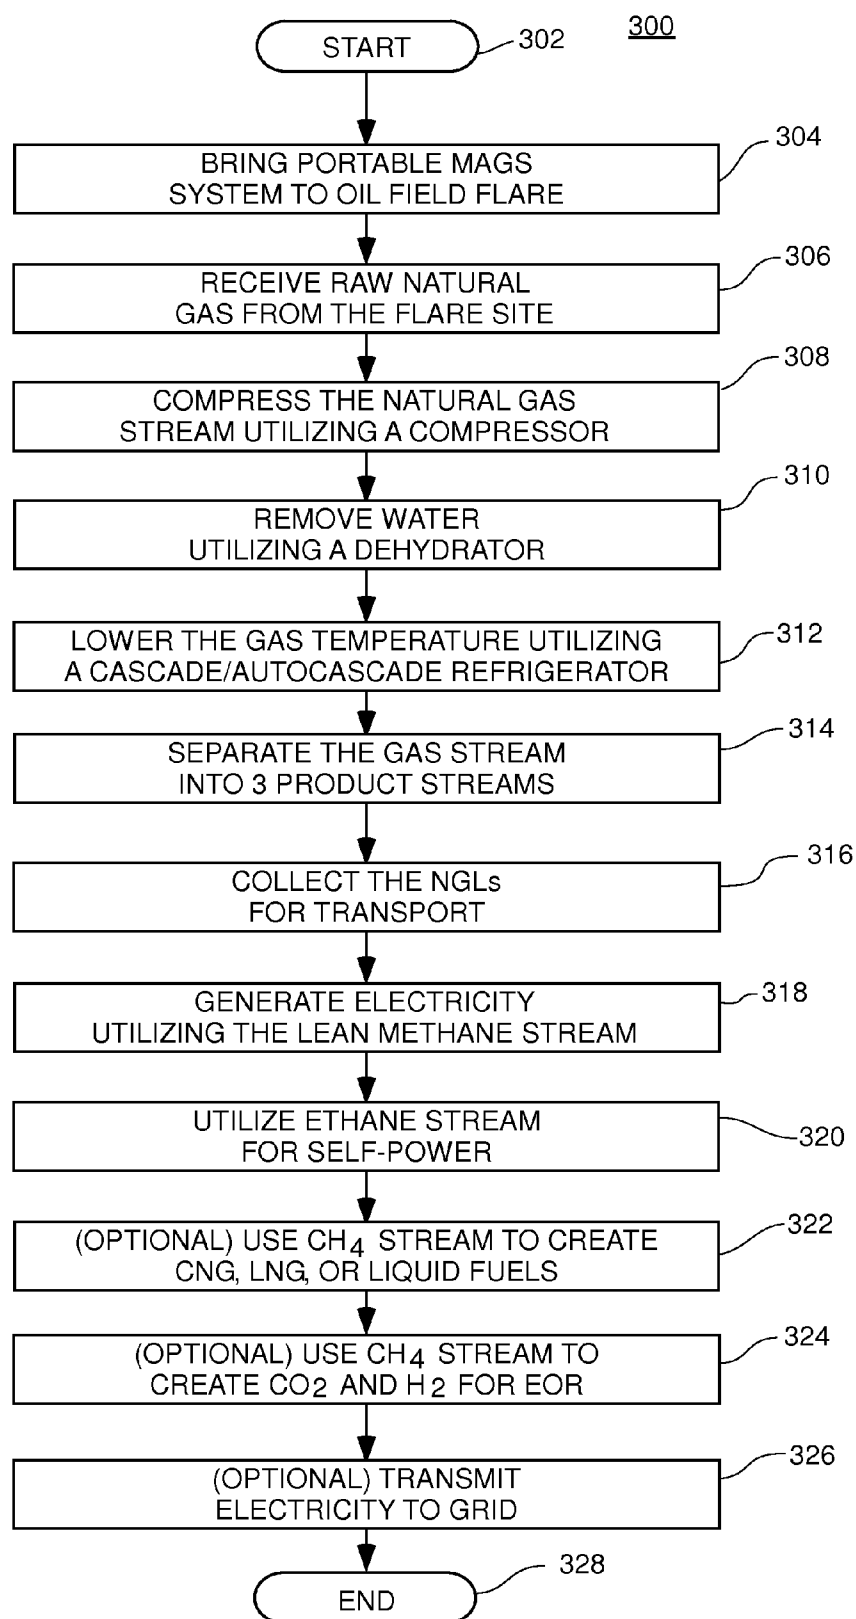 300
START
302
BRING PORTABLE MAGS
SYSTEM TO OIL FIELD FLARE
304
RECEIVE RAW NATURAL
GAS FROM THE FLARE SITE
306
COMPRESS THE NATURAL GAS
STREAM UTILIZING A COMPRESSOR
308
REMOVE WATER
UTILIZING A DEHYDRATOR
310
LOWER THE GAS TEMPERATURE UTILIZING
A CASCADE/AUTOCASCADE REFRIGERATOR
312
SEPARATE THE GAS STREAM
INTO 3 PRODUCT STREAMS
314
COLLECT THE NGLs
FOR TRANSPORT
316
GENERATE ELECTRICITY
UTILIZING THE LEAN METHANE STREAM
318
UTILIZE ETHANE STREAM
FOR SELF-POWER
320
(OPTIONAL) USE CH4 STREAM TO CREATE
CNG, LNG, OR LIQUID FUELS
322
(OPTIONAL) USE CH4 STREAM TO
CREATE CO2 AND H2 FOR EOR
324
(OPTIONAL) TRANSMIT
ELECTRICITY TO GRID
326
END
328